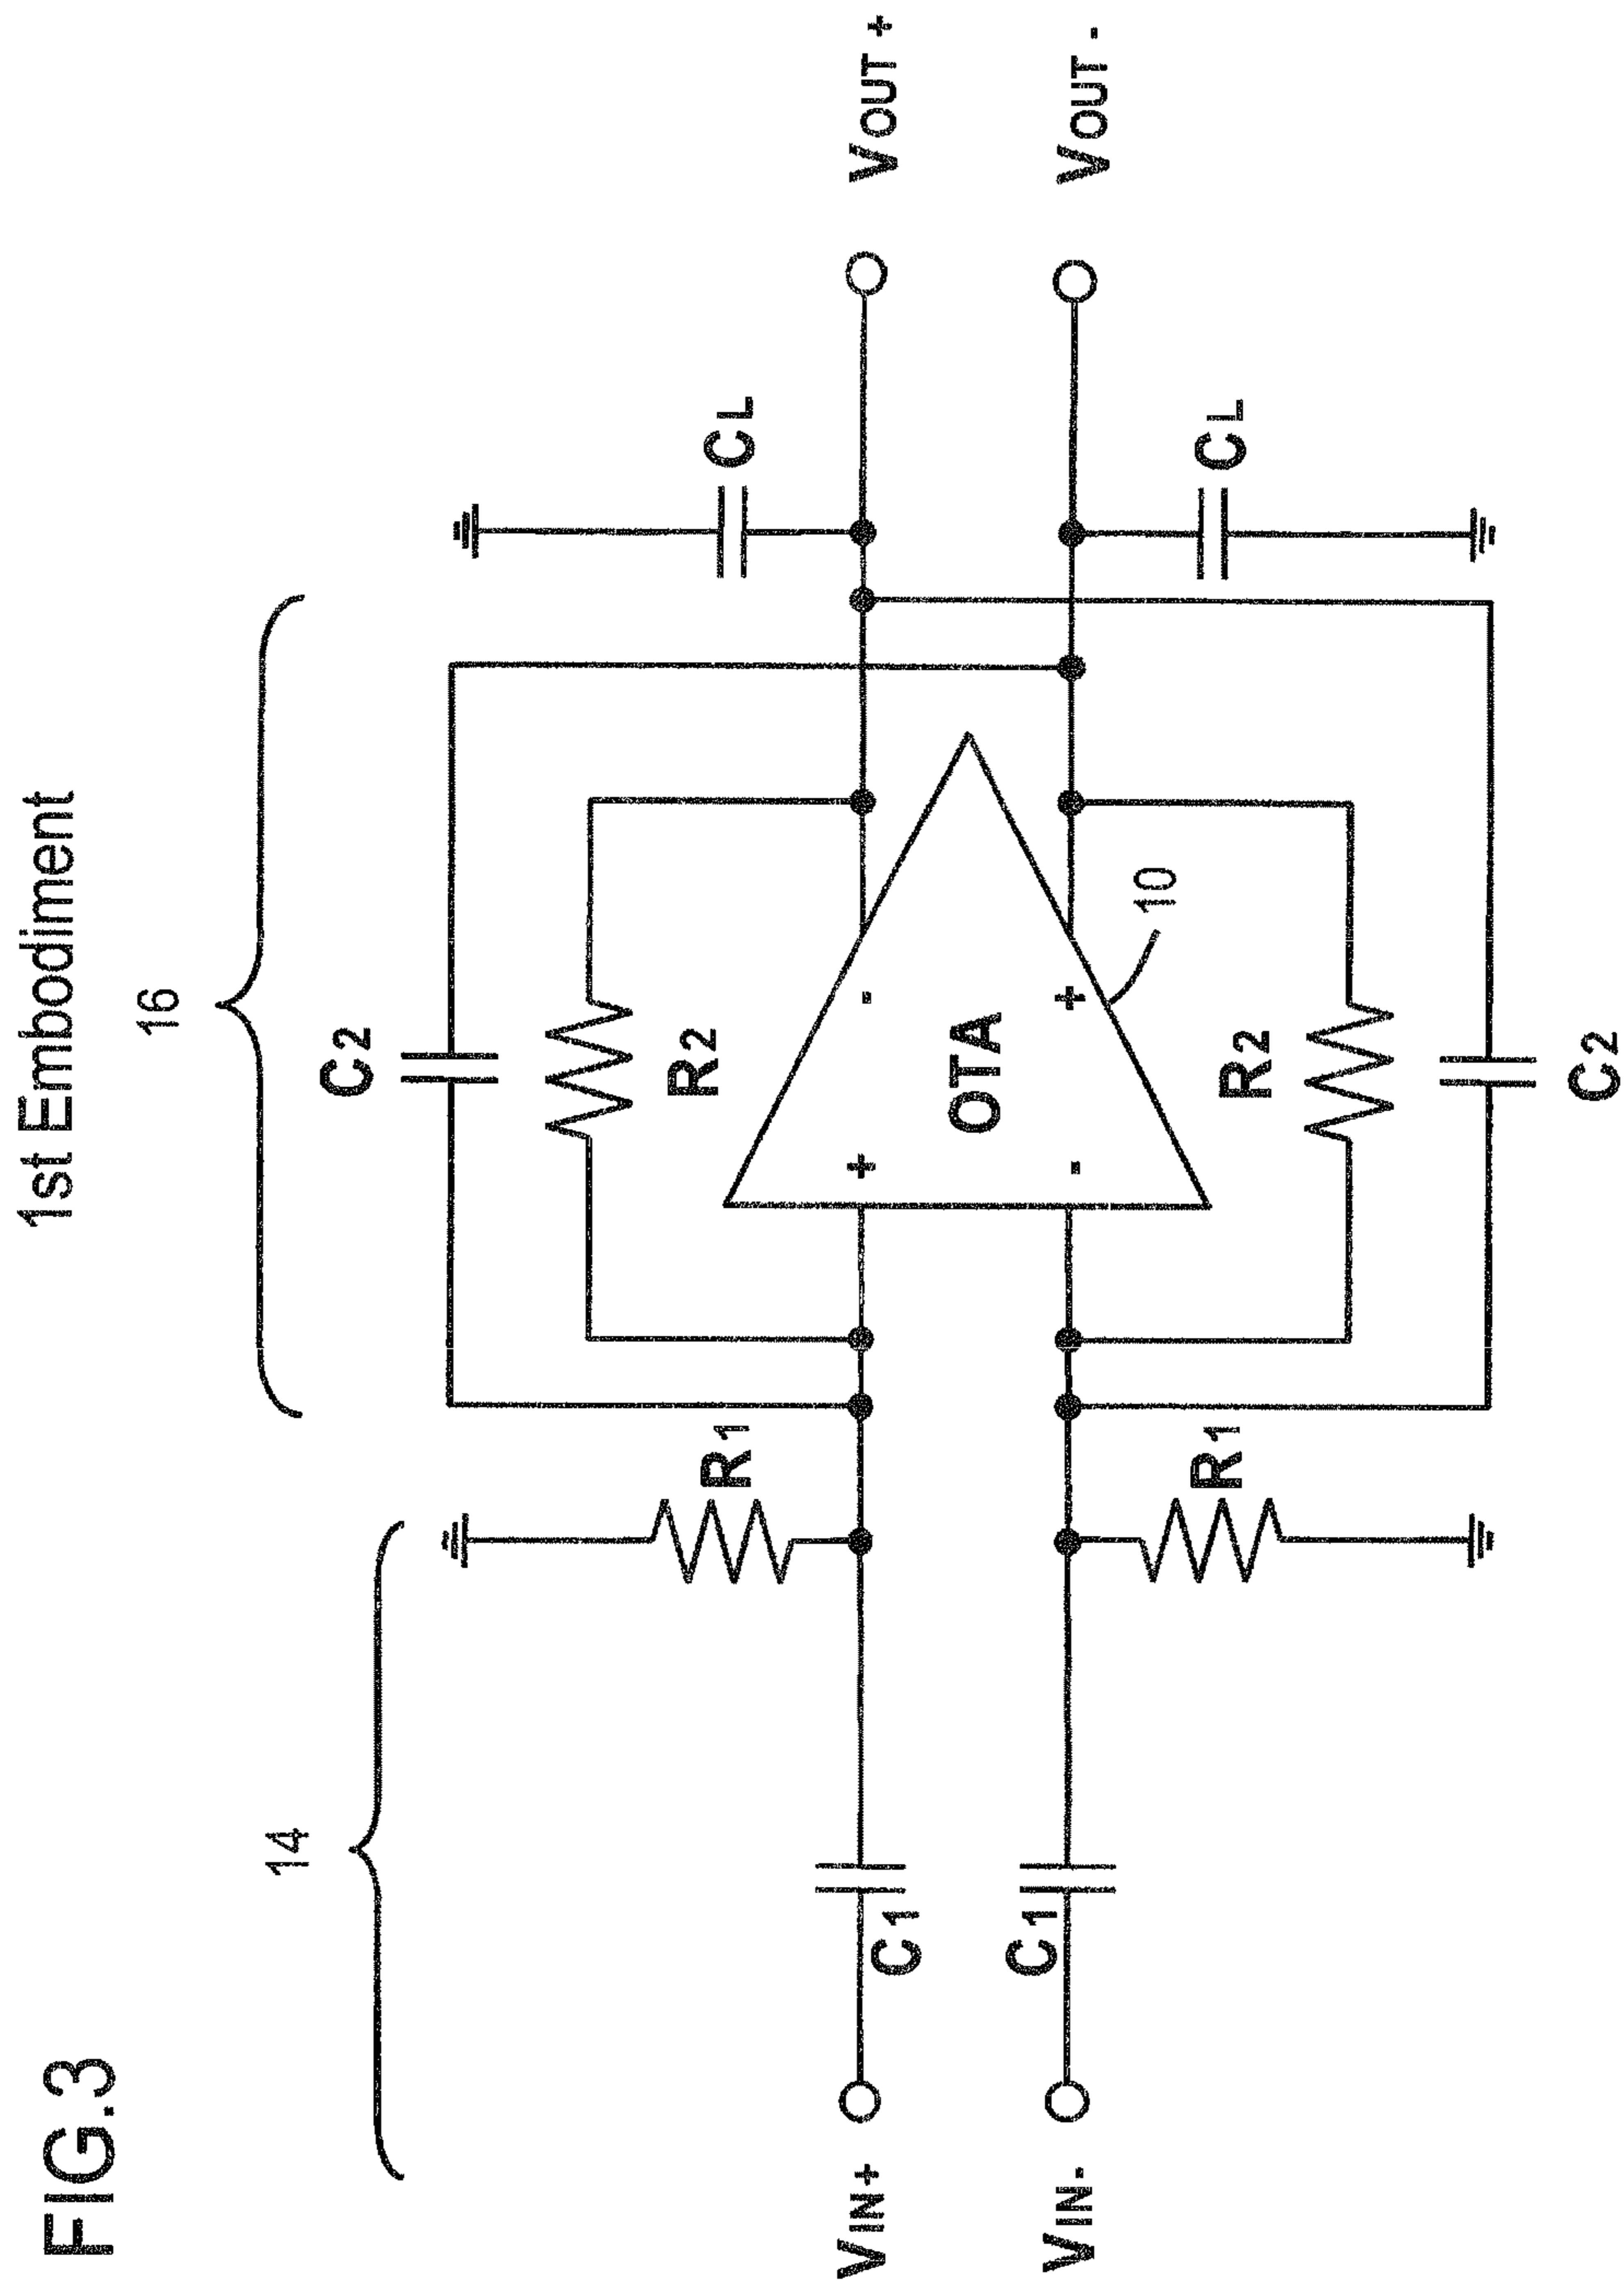 FIG.3
1st Embodiment
16
14
C2
R2
R1
CL
VIN+
C1
+
-
VOUT+
OTA
VIN-
C1
-
+
VOUT-
10
R1
R2
CL
C2